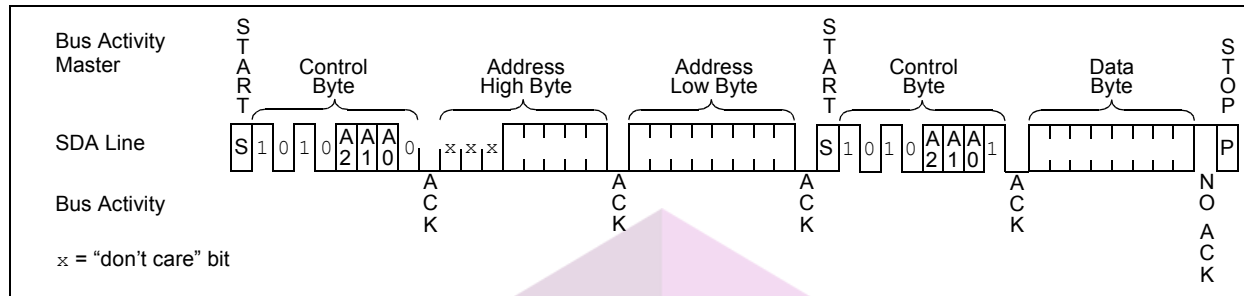 Bus Activity
Master
START
Control
Byte
Address
High Byte
Address
Low Byte
START
Control
Byte
Data
Byte
STOP
SDA Line
S 1 0 1 0 A2 A1 A0 0 x x x S 1 0 1 0 A2 A1 A0 1 P
Bus Activity
ACK
ACK
ACK
ACK
NO ACK
x = “don’t care” bit